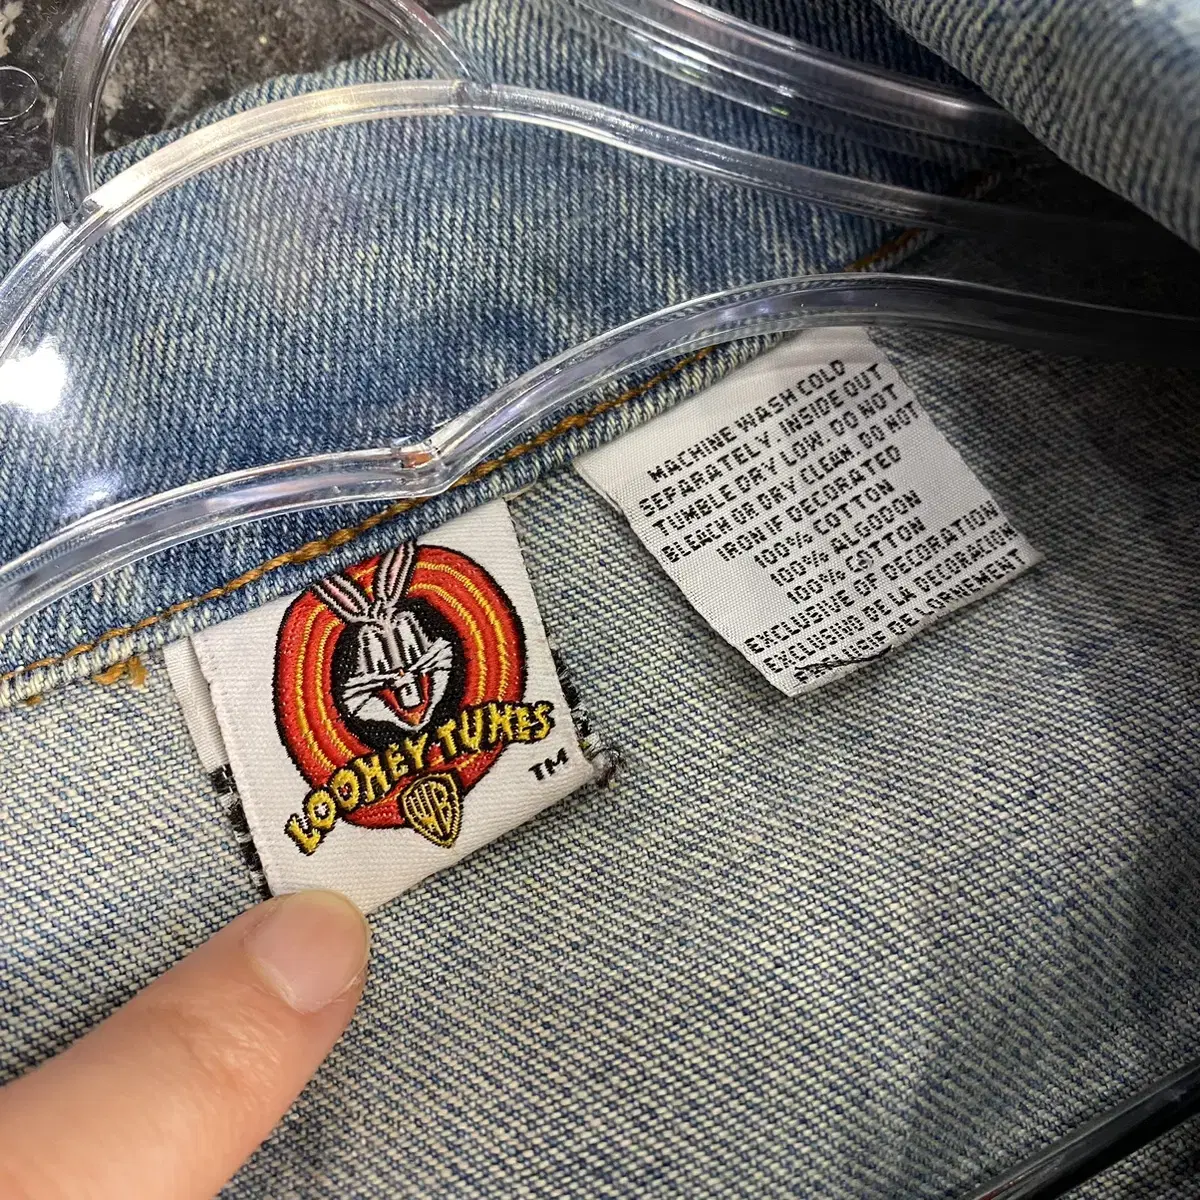 LOONEY TUNES
WB
TM
MACHINE WASH COLD
SEPARATELY. INSIDE OUT
TUMBLE DRY LOW. DO NOT
BLEACH OR DRY CLEAN. DO NOT
IRON IF DECORATED
100% COTTON
100% ALGODON
100% COTTON
EXCLUSIVE OF DECORATION
EXCLUSIVO DE LA DECORACION